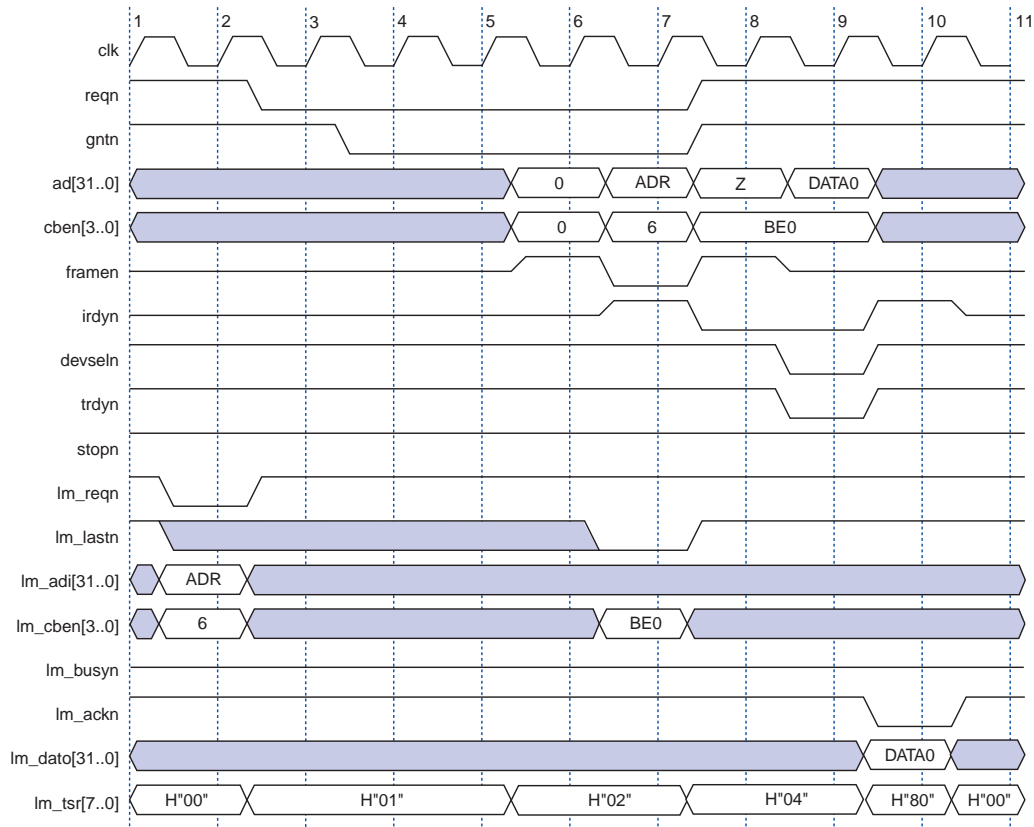 1 2 3 4 5 6 7 8 9 10 11
clk
reqn
gntn
ad[31..0] 0 ADR Z DATA0
cben[3..0] 0 6 BE0
framen
irdyn
devseln
trdyn
stopn
lm_reqn
lm_lastn
lm_adi[31..0] ADR
lm_cben[3..0] 6 BE0
lm_busyn
lm_ackn
lm_dato[31..0] DATA0
lm_tsr[7..0] H"00" H"01" H"02" H"04" H"80" H"00"